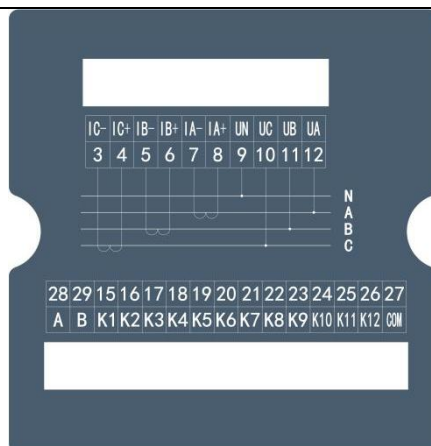 IC- IC+ IB- IB+ IA- IA+ UN UC UB UA
3 4 5 6 7 8 9 10 11 12
N
A
B
C
28 29 15 16 17 18 19 20 21 22 23 24 25 26 27
A B K1 K2 K3 K4 K5 K6 K7 K8 K9 K10 K11 K12 COM